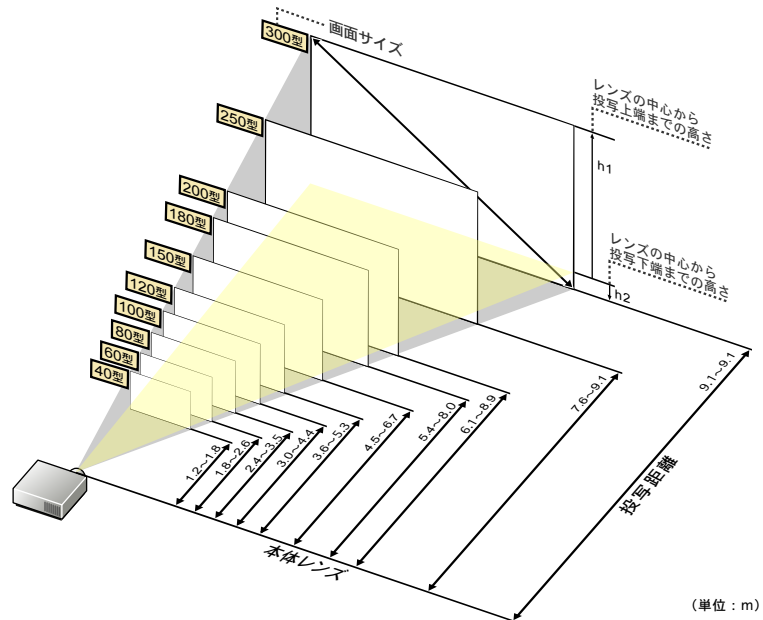 画面サイズ
300型
250型
200型
180型
150型
120型
100型
80型
60型
40型
レンズの中心から
投写上端までの高さ
h1
レンズの中心から
投写下端までの高さ
h2
1.2〜1.8
1.8〜2.6
2.4〜3.5
3.0〜4.4
3.6〜5.3
4.5〜6.7
5.4〜8.0
6.1〜8.9
7.6〜9.1
9.1〜9.1
投写距離
本体レンズ
（単位：m）